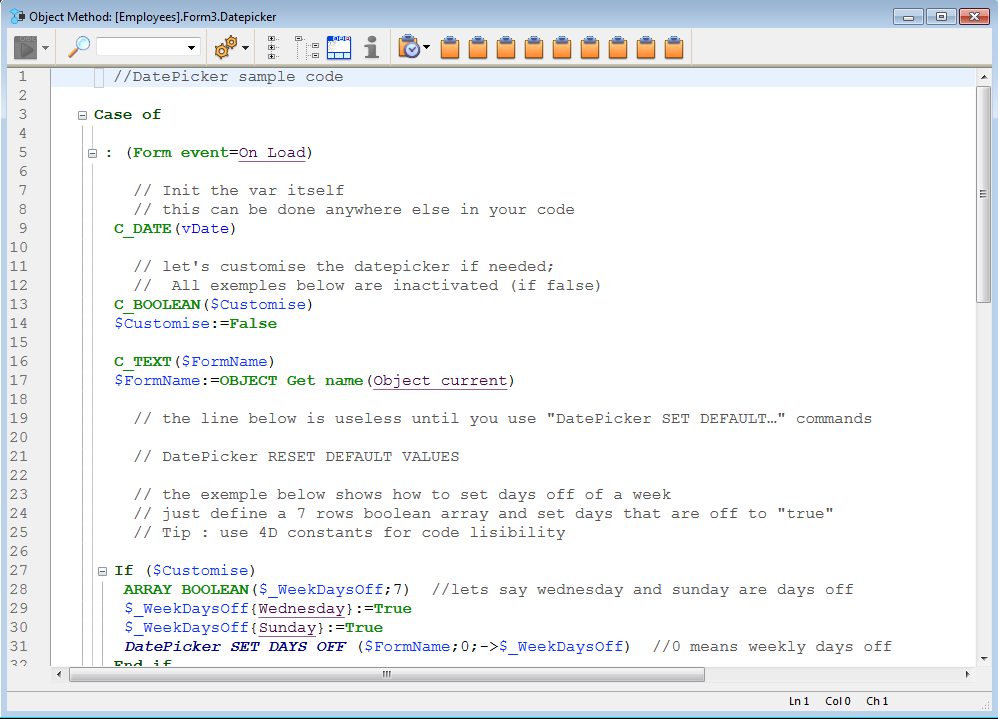 Object Method: [Employees].Form3.Datepicker
1 //DatePicker sample code
2
3 Case of
4
5 : (Form event=On Load)
6
7 // Init the var itself
8 // this can be done anywhere else in your code
9 C_DATE(vDate)
10
11 // let's customise the datepicker if needed;
12 //  All exemples below are inactivated (if false)
13 C_BOOLEAN($Customise)
14 $Customise:=False
15
16 C_TEXT($FormName)
17 $FormName:=OBJECT Get name(Object current)
18
19 // the line below is useless until you use "DatePicker SET DEFAULT…" commands
20
21 // DatePicker RESET DEFAULT VALUES
22
23 // the exemple below shows how to set days off of a week
24 // just define a 7 rows boolean array and set days that are off to "true"
25 // Tip : use 4D constants for code lisibility
26
27 If ($Customise)
28 ARRAY BOOLEAN($_WeekDaysOff;7)  //lets say wednesday and sunday are days off
29 $_WeekDaysOff{Wednesday}:=True
30 $_WeekDaysOff{Sunday}:=True
31 DatePicker SET DAYS OFF ($FormName;0;->$_WeekDaysOff)  //0 means weekly days off
32 End if
Ln 1 Col 0 Ch 1